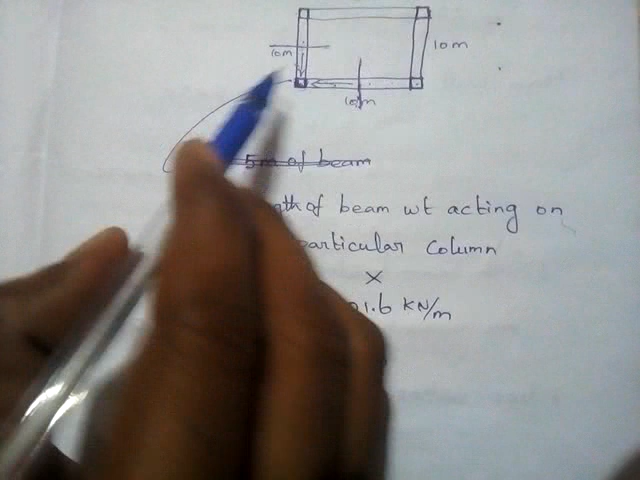 10m
10m
10m
5m of beam
of beam wt acting on
particular column
×
1.6 KN/m